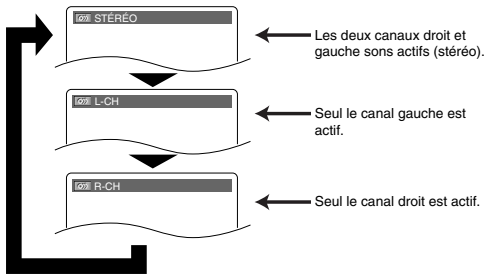 STÉRÉO
Les deux canaux droit et
gauche sons actifs (stéréo).
L-CH
Seul le canal gauche est
actif.
R-CH
Seul le canal droit est actif.